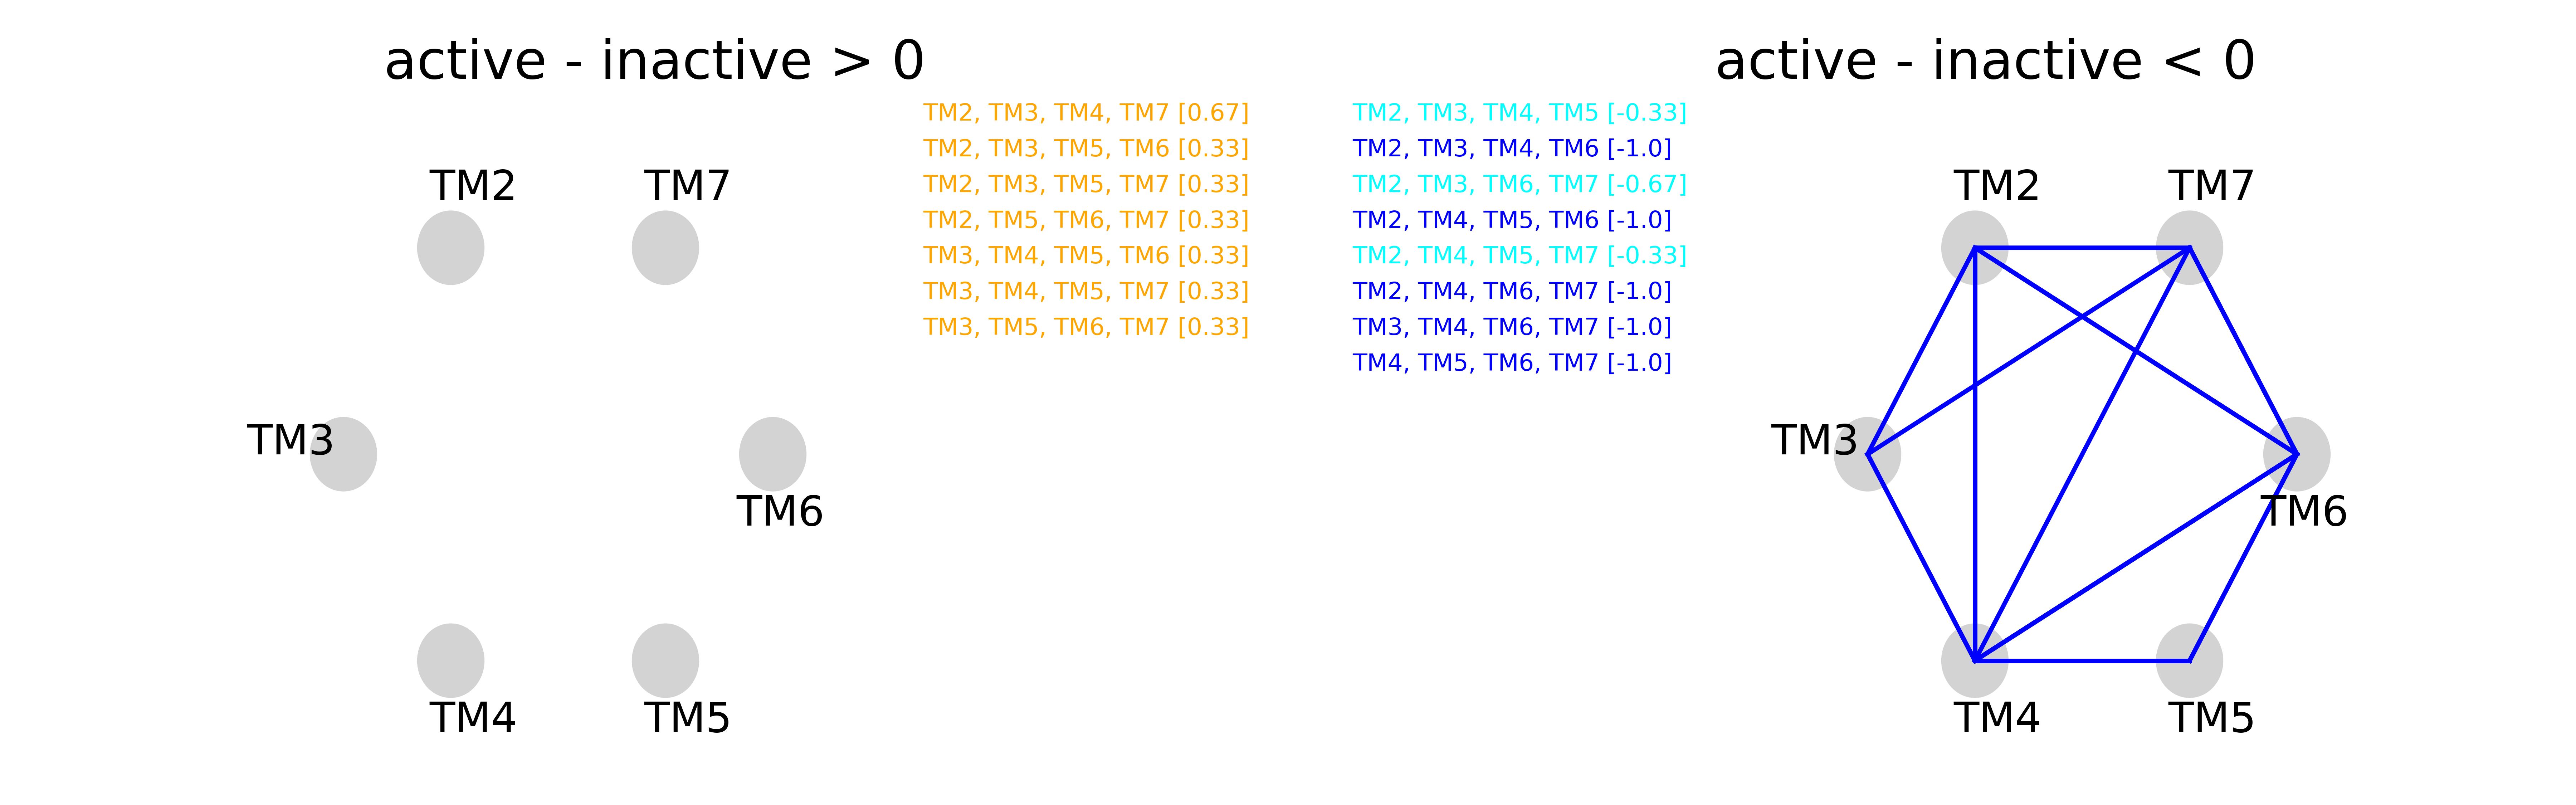 active - inactive > 0
TM2, TM3, TM4, TM7 [0.67]
TM2, TM3, TM5, TM6 [0.33]
TM2, TM3, TM5, TM7 [0.33]
TM2, TM5, TM6, TM7 [0.33]
TM3, TM4, TM5, TM6 [0.33]
TM3, TM4, TM5, TM7 [0.33]
TM3, TM5, TM6, TM7 [0.33]
TM2
TM7
TM3
TM6
TM4
TM5
active - inactive < 0
TM2, TM3, TM4, TM5 [-0.33]
TM2, TM3, TM4, TM6 [-1.0]
TM2, TM3, TM6, TM7 [-0.67]
TM2, TM4, TM5, TM6 [-1.0]
TM2, TM4, TM5, TM7 [-0.33]
TM2, TM4, TM6, TM7 [-1.0]
TM3, TM4, TM6, TM7 [-1.0]
TM4, TM5, TM6, TM7 [-1.0]
TM2
TM7
TM3
TM6
TM4
TM5